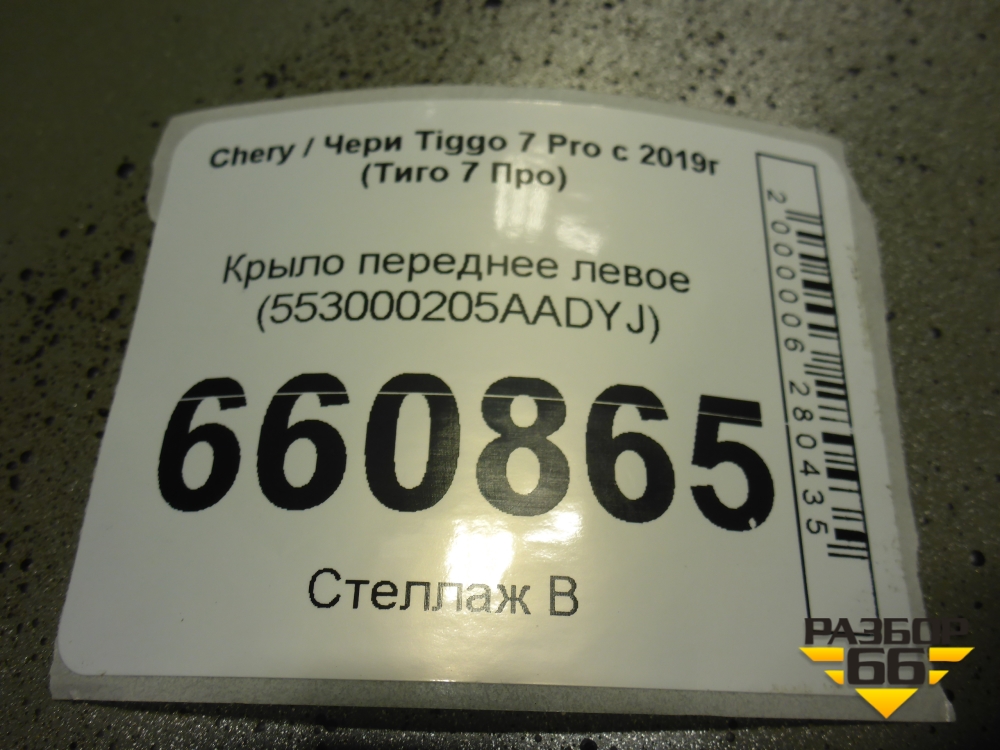 Chery / Чери Tiggo 7 Pro с 2019г
(Тиго 7 Про)
Крыло переднее левое
(553000205AADYJ)
660865
Стеллаж В
2000006280435
РАЗБОР
66